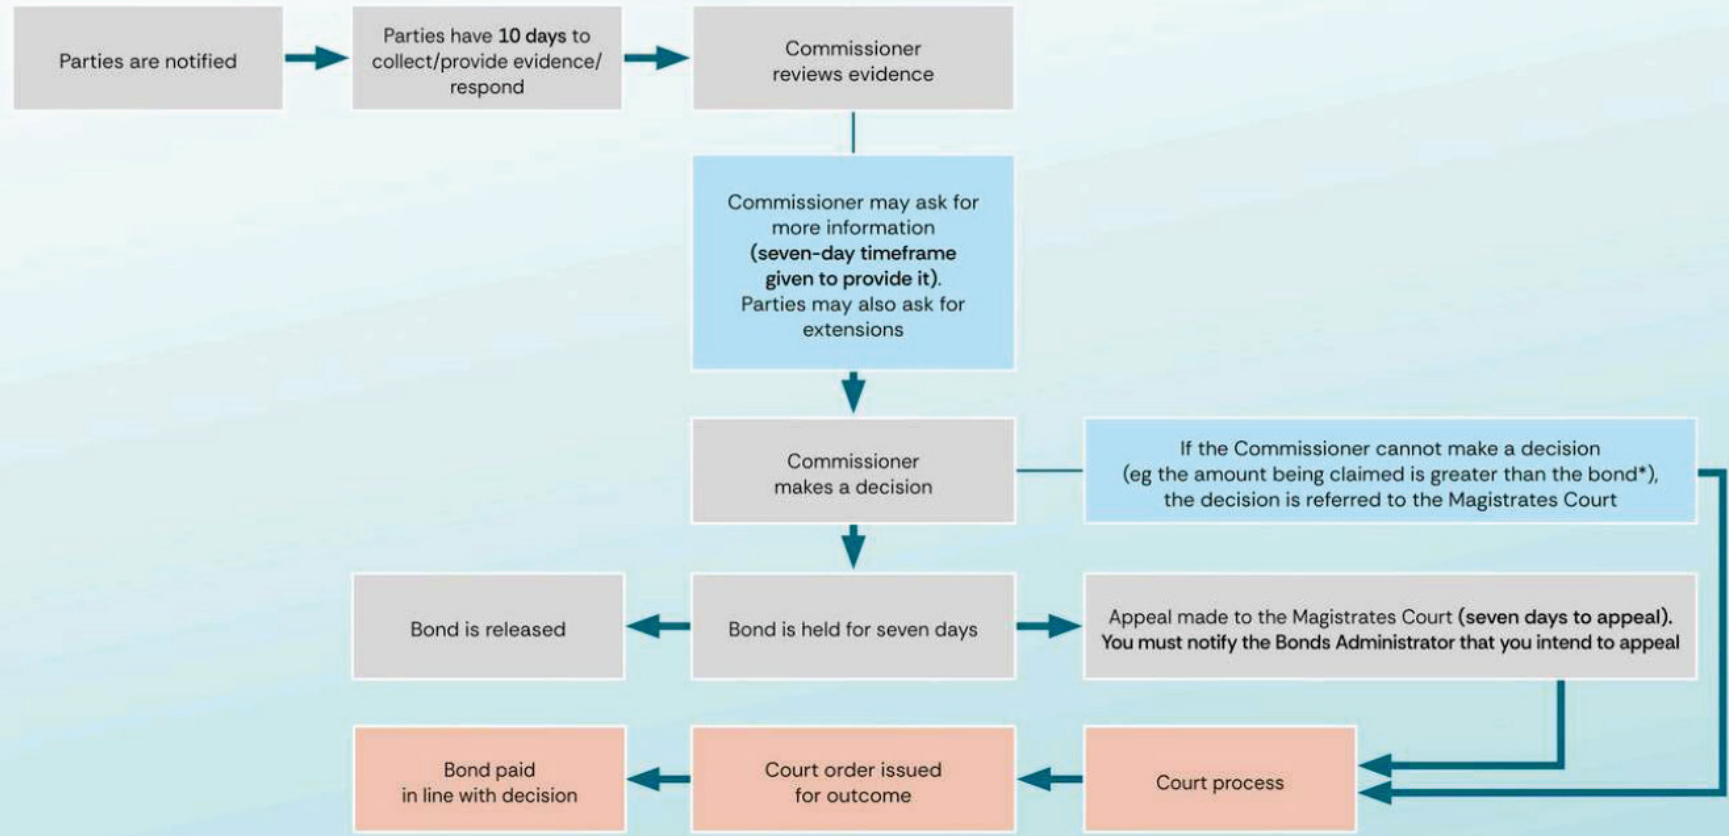 Parties are notified
Parties have 10 days to
collect/provide evidence/
respond
Commissioner
reviews evidence
Commissioner may ask for
more information
(seven-day timeframe
given to provide it).
Parties may also ask for
extensions
Commissioner
makes a decision
If the Commissioner cannot make a decision
(eg the amount being claimed is greater than the bond*),
the decision is referred to the Magistrates Court
Bond is released
Bond is held for seven days
Appeal made to the Magistrates Court (seven days to appeal).
You must notify the Bonds Administrator that you intend to appeal
Bond paid
in line with decision
Court order issued
for outcome
Court process